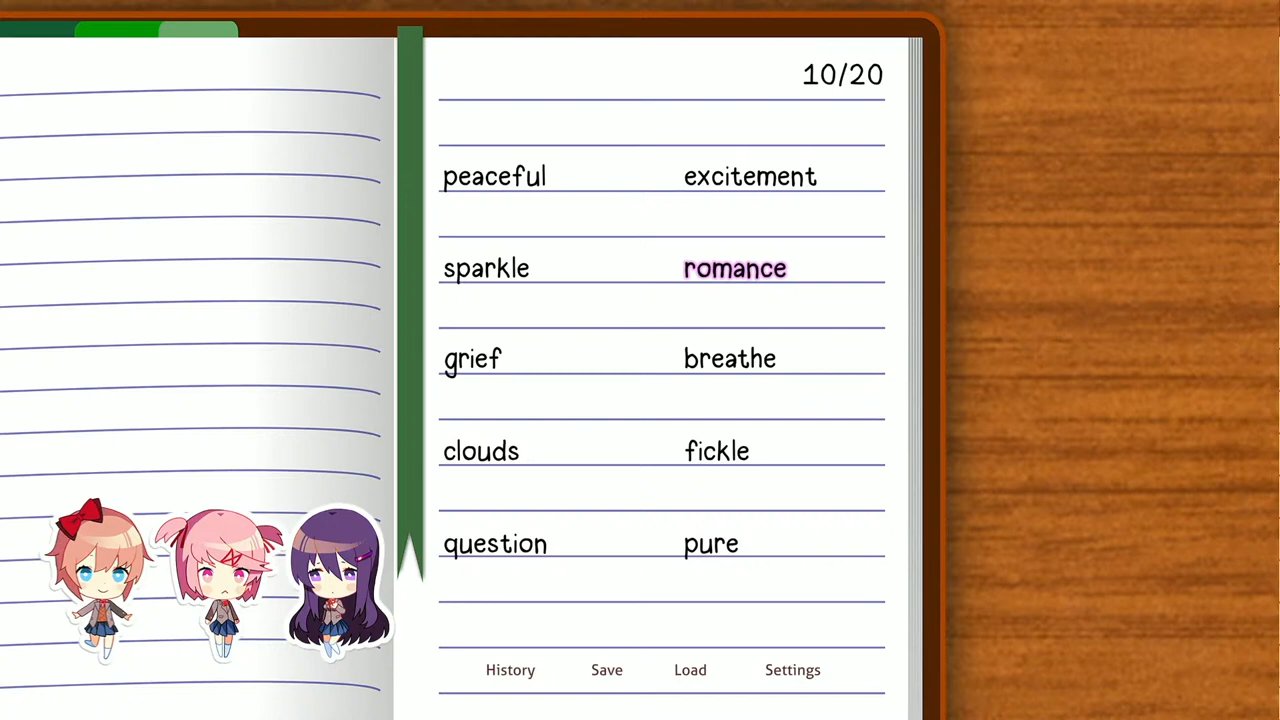 10/20
peaceful excitement
sparkle romance
grief breathe
clouds fickle
question pure
History Save Load Settings